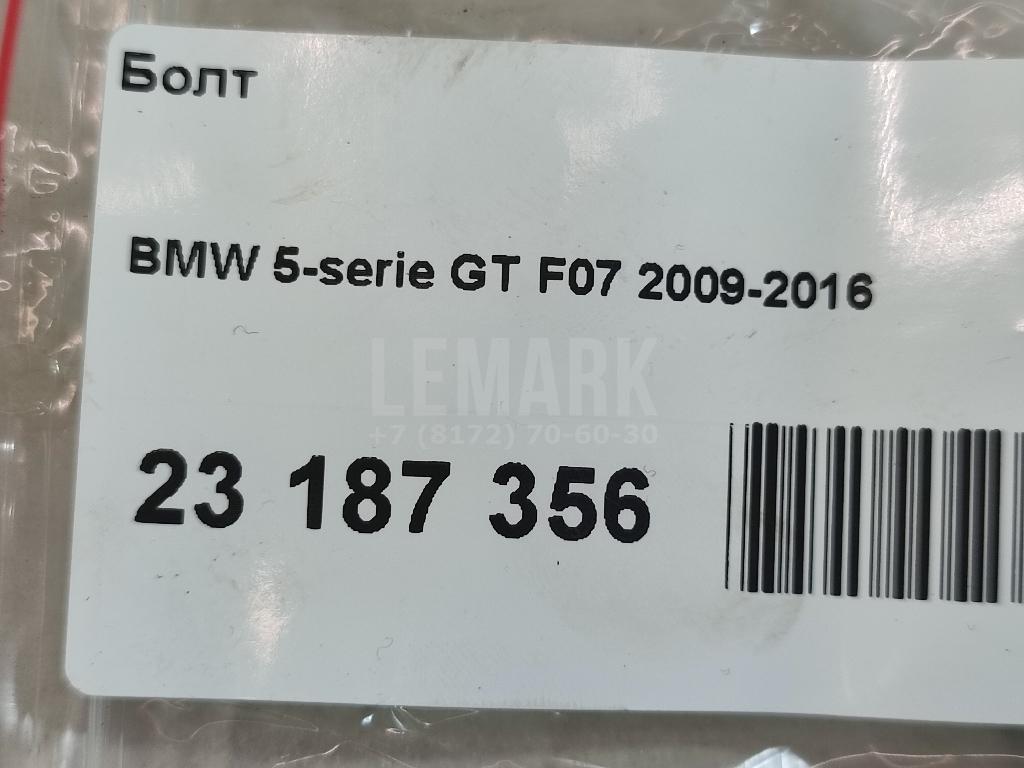 Болт
BMW 5-serie GT F07 2009-2016
LEMARK
+7 (8172) 70-60-30
23 187 356